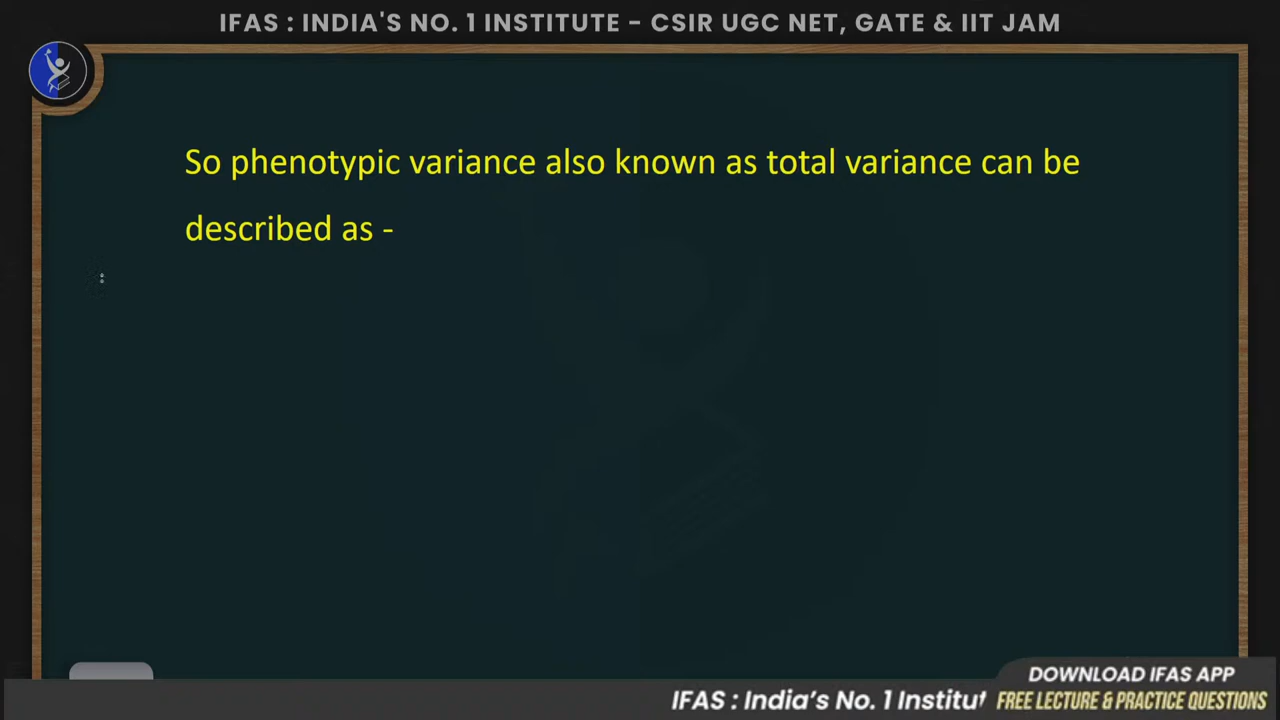 IFAS : INDIA'S NO. 1 INSTITUTE - CSIR UGC NET, GATE & IIT JAM
So phenotypic variance also known as total variance can be
described as -
DOWNLOAD IFAS APP
IFAS : India's No. 1 Institut
FREE LECTURE & PRACTICE QUESTIONS